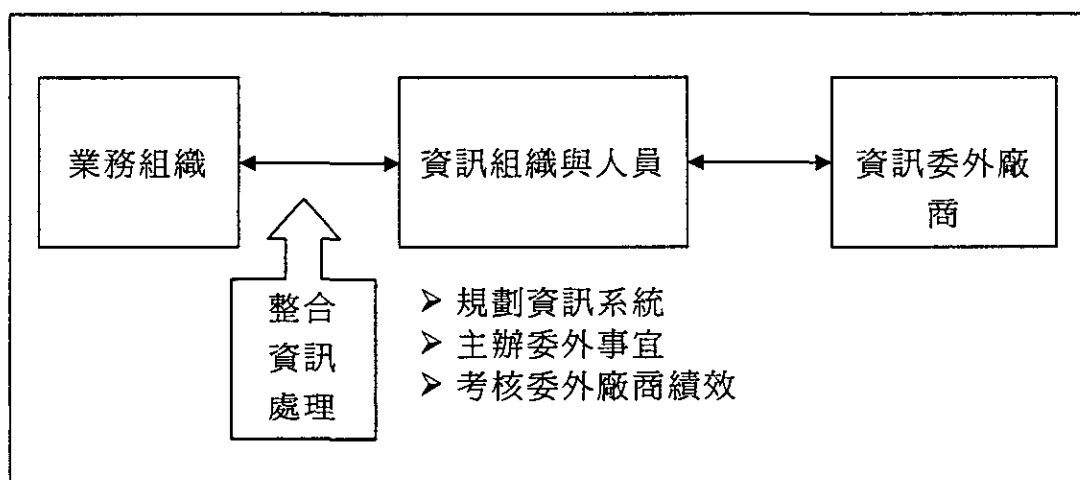 業務組織
資訊組織與人員
資訊委外廠
商
整合
資訊
處理
➢ 規劃資訊系統
➢ 主辦委外事宜
➢ 考核委外廠商績效